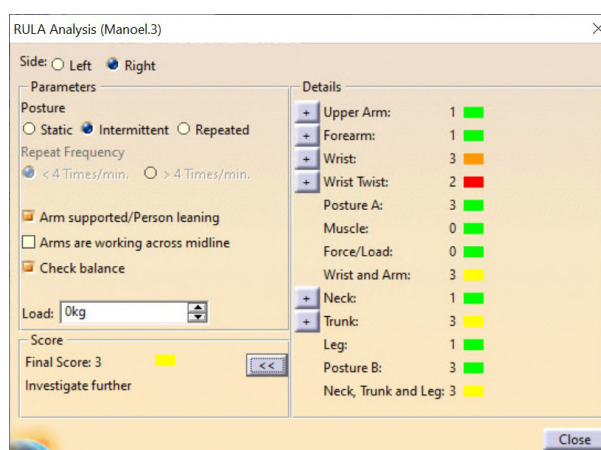 RULA Analysis (Manoel.3)
Side: Left Right
Parameters
Posture
Static Intermittent Repeated
Repeat Frequency
< 4 Times/min. > 4 Times/min.
Arm supported/Person leaning
Arms are working across midline
Check balance
Load: 0kg
Score
Final Score: 3
<<
Investigate further
Details
+ Upper Arm: 1
+ Forearm: 1
+ Wrist: 3
+ Wrist Twist: 2
Posture A: 3
Muscle: 0
Force/Load: 0
Wrist and Arm: 3
+ Neck: 1
+ Trunk: 3
Leg: 1
Posture B: 3
Neck, Trunk and Leg: 3
Close